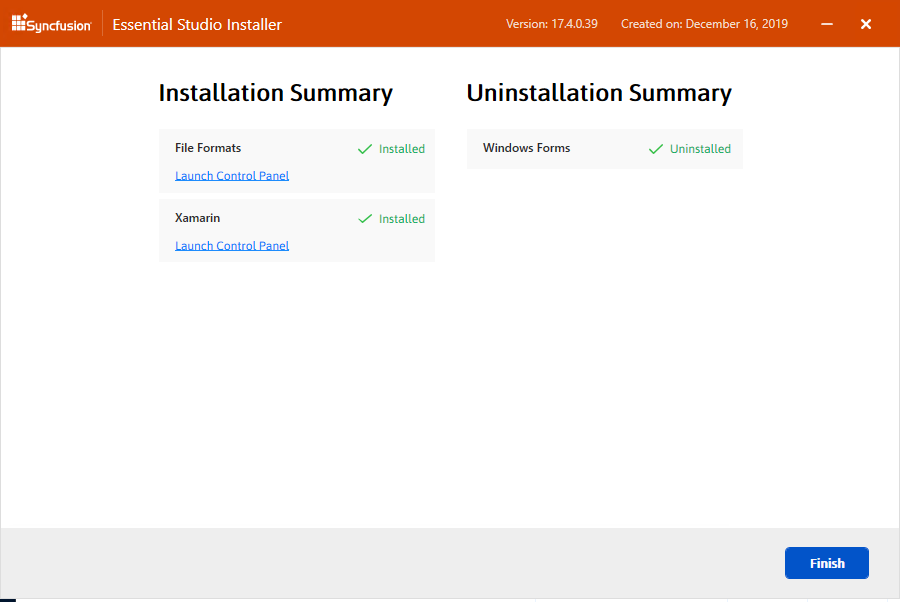 Syncfusion Essential Studio Installer Version: 17.4.0.39 Created on: December 16, 2019
Installation Summary
File Formats Installed
Launch Control Panel
Xamarin Installed
Launch Control Panel
Uninstallation Summary
Windows Forms Uninstalled
Finish